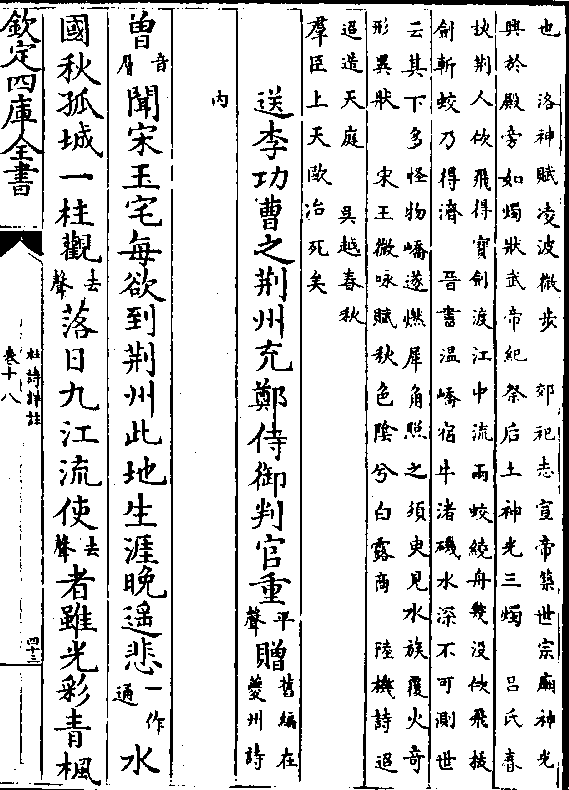 也　洛神賦凌波微步　郊祀志宣帝築世宗廟神光
興於殿旁如燭狀武帝紀祭后土神光三燭　呂氏春
秋荆人佽飛得寳劍渡江中流兩蛟繞舟幾没佽飛拔
劍斬蛟乃得濟　晉書温嶠宿牛渚磯水深不可測世
云其下多怪物嶠遂燃犀角照之須臾見水族覆火竒
形異狀　宋玉微咏賦秋色陰兮白露商　陸機詩迢
迢造天庭　吳越春秋
羣臣上天歐冶死矣
送李功曹之荆州充鄭侍御判官重平聲贈舊編在夔州詩
内
曽音層聞宋玉宅每欲到荆州此地生涯晚遥悲一作通水
國秋孤城一柱觀去聲落日九江流使去聲者雖光彩青楓
欽定四庫全書
杜詩詳註
卷十八
四十三